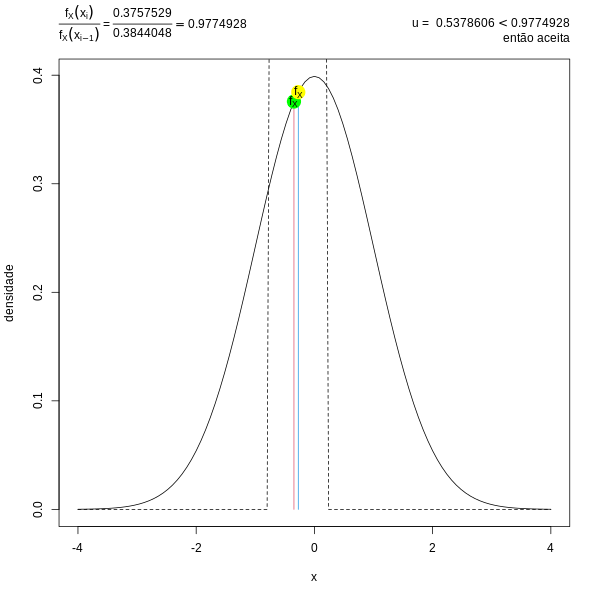 fX(xi)
fX(xi−1)
= 0.3757529
0.3844048
= 0.9774928
u = 0.5378606 < 0.9774928
então aceita
fX
fX
densidade
0.4
0.3
0.2
0.1
0.0
-4 -2 0 2 4
x